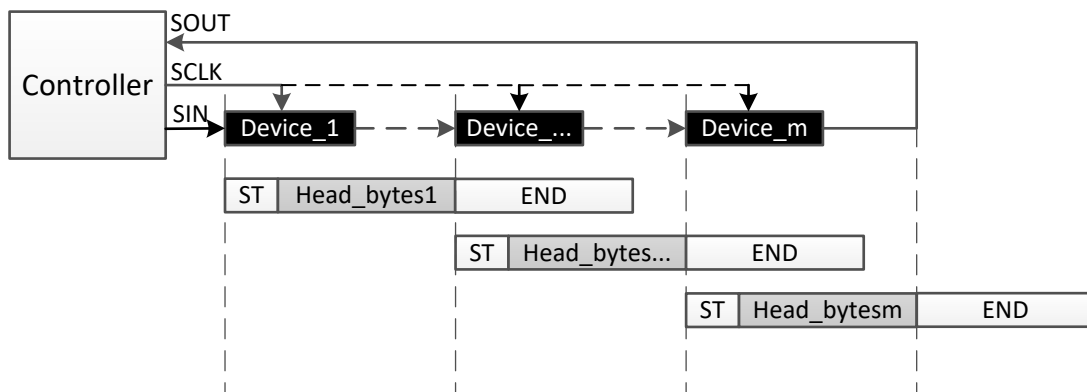 SOUT
Controller
SCLK
SIN
Device_1
Device_...
Device_m
ST Head_bytes1 END
ST Head_bytes... END
ST Head_bytesm END